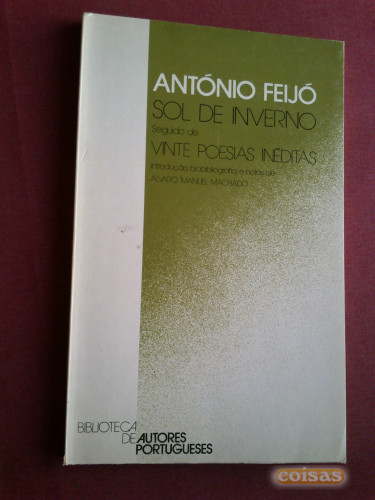 ANTÓNIO FEIJÓ
SOL DE INVERNO
Seguido de
VINTE POESIAS INÉDITAS
introdução, biobibliografia e notas de
ÁLVARO MANUEL MACHADO
BIBLIOTECA
DE AUTORES
PORTUGUESES
coisas